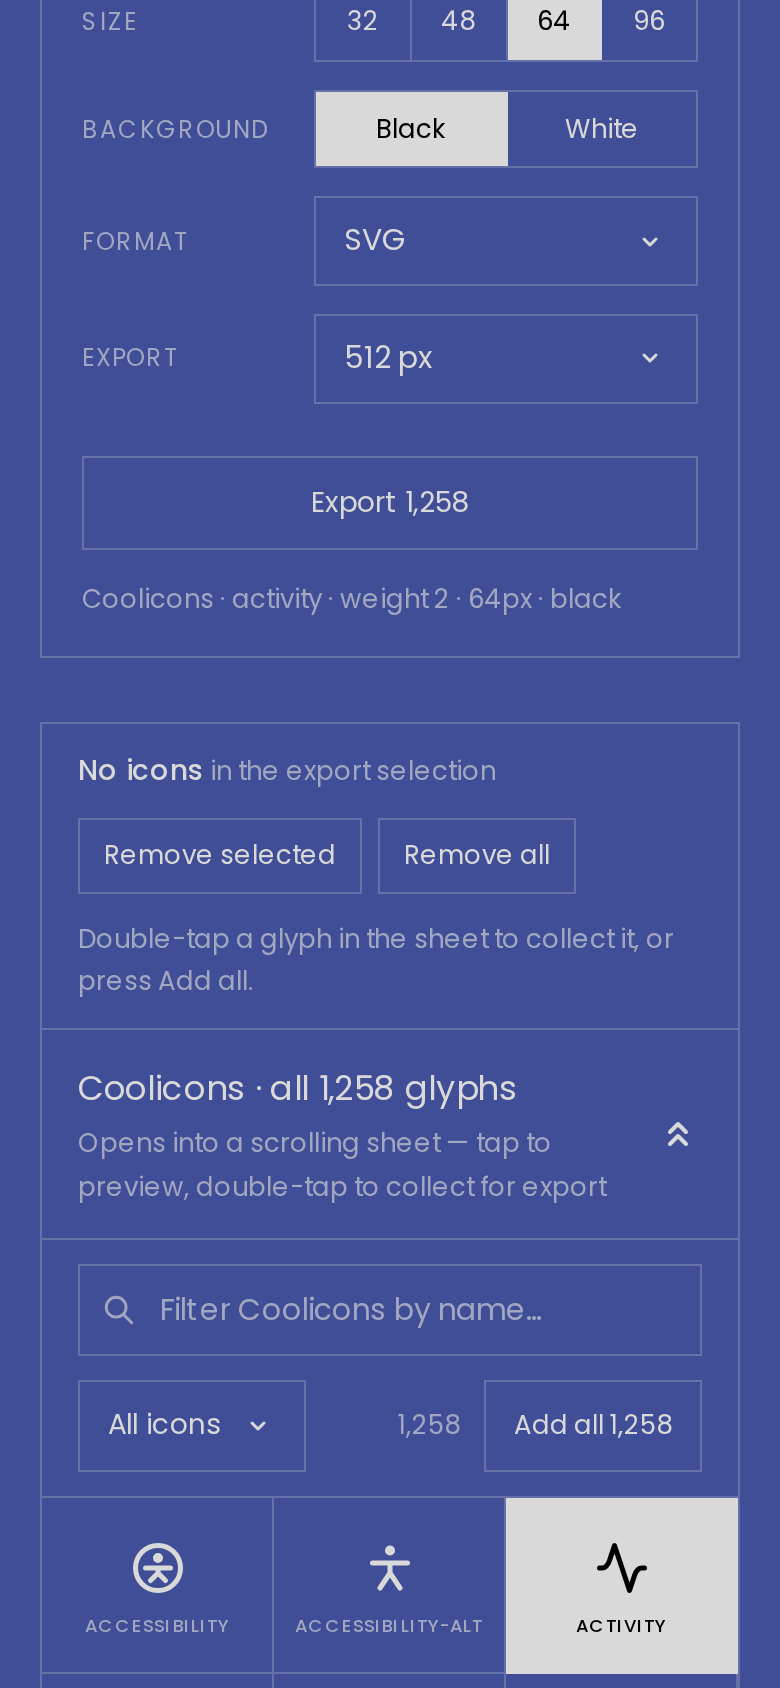 SIZE 32 48 64 96
BACKGROUND Black White
FORMAT SVG
EXPORT 512 px
Export 1,258
Coolicons · activity · weight 2 · 64px · black
No icons in the export selection
Remove selected Remove all
Double-tap a glyph in the sheet to collect it, or
press Add all.
Coolicons · all 1,258 glyphs
Opens into a scrolling sheet — tap to
preview, double-tap to collect for export
Filter Coolicons by name…
All icons 1,258 Add all 1,258
ACCESSIBILITY ACCESSIBILITY-ALT ACTIVITY